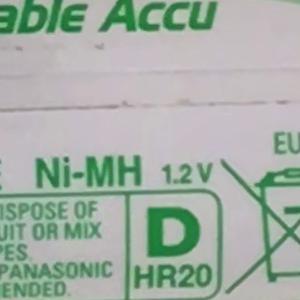 able Accu
E Ni-MH 1.2 V EU
ISPOSE OF
UIT OR MIX
PES.
PANASONIC
ENDED.
D
HR20